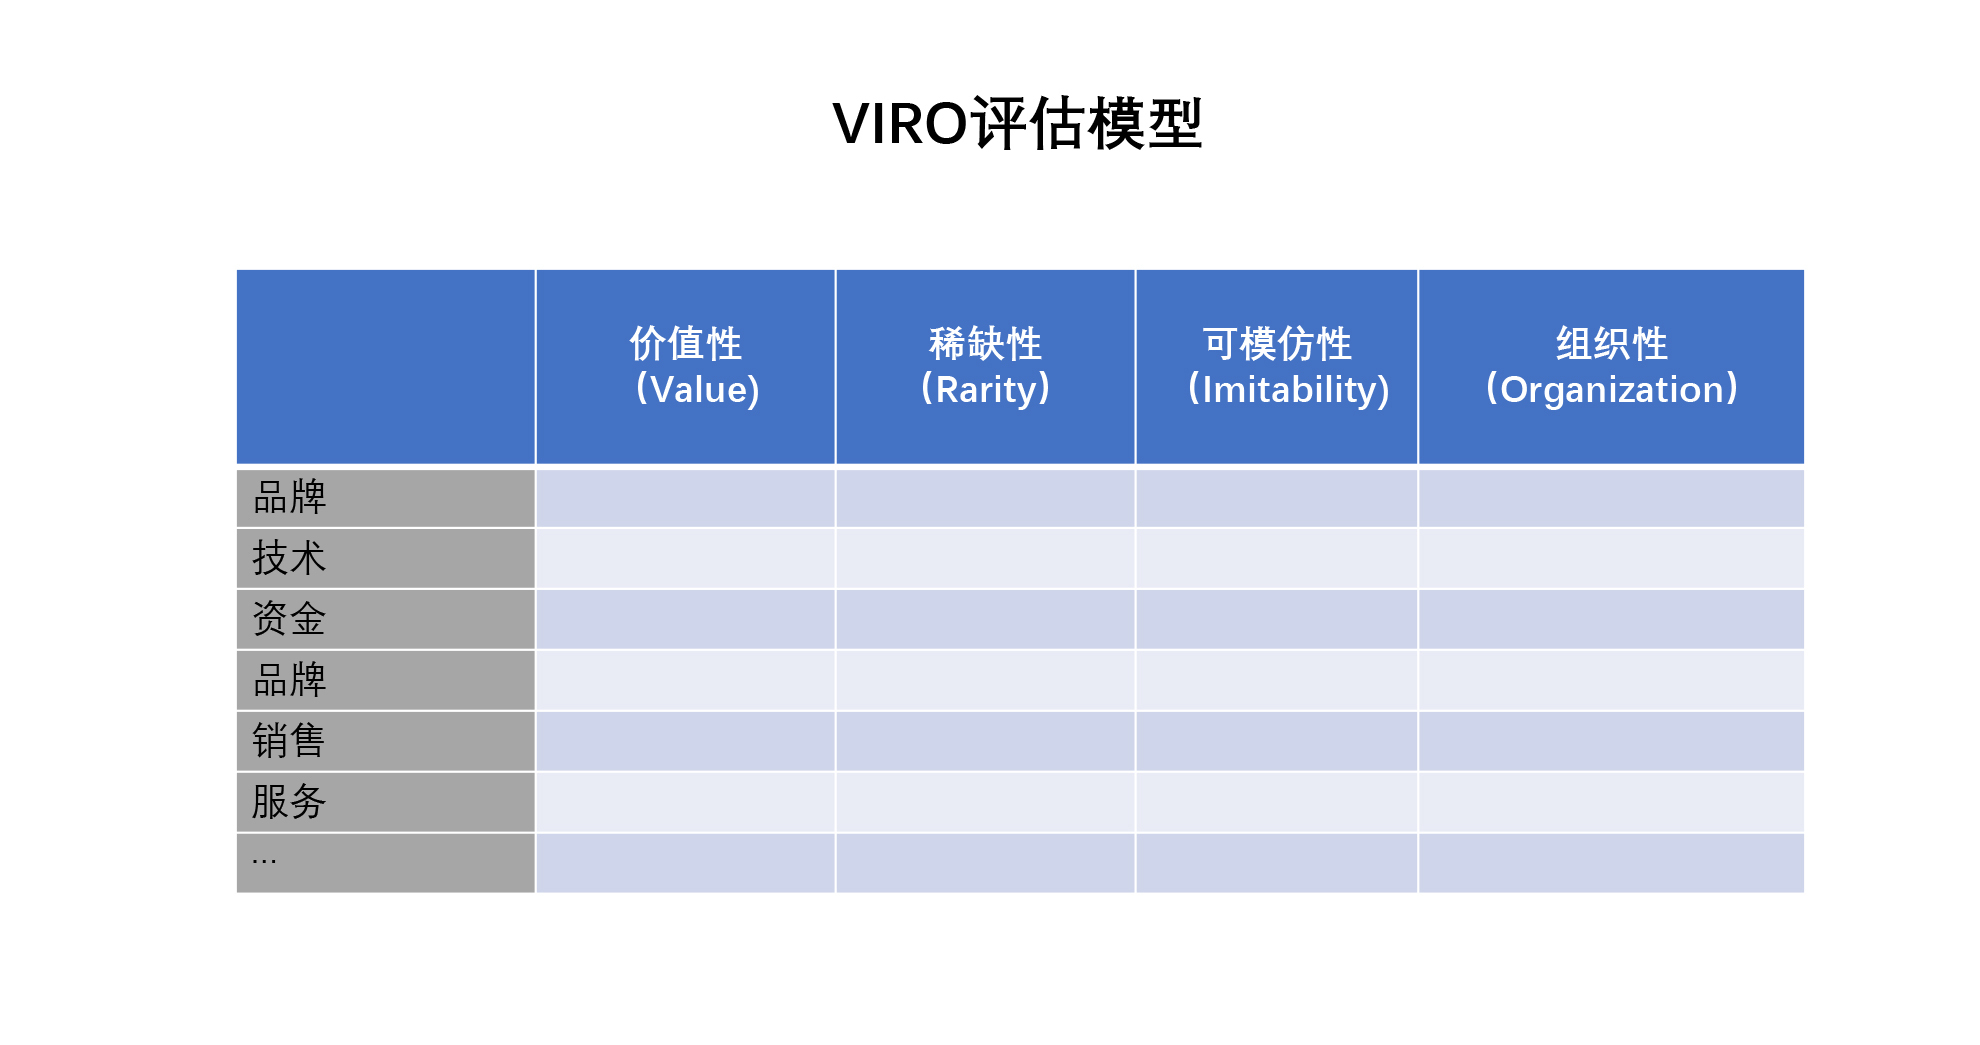 VIRO评估模型
价值性
（Value)
稀缺性
（Rarity）
可模仿性
（Imitability)
组织性
（Organization）
品牌
技术
资金
品牌
销售
服务
…